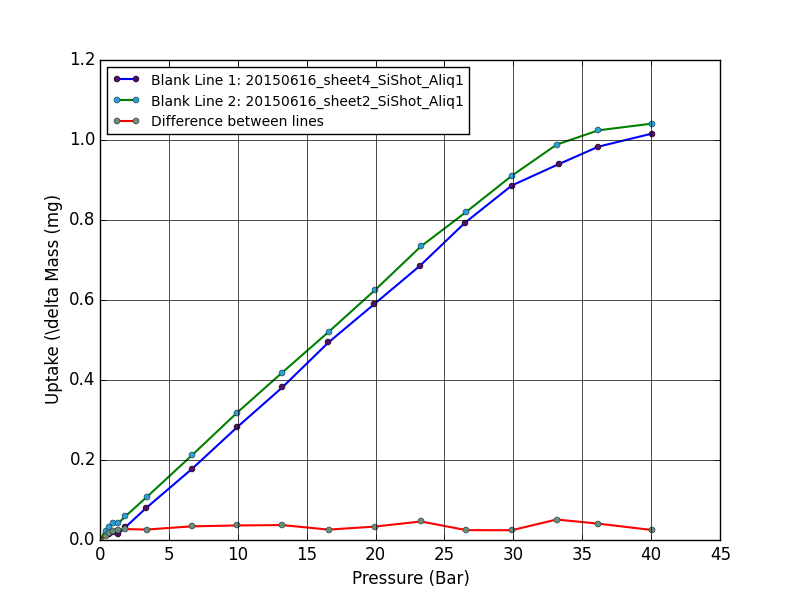 Blank Line 1: 20150616_sheet4_SiShot_Aliq1
Blank Line 2: 20150616_sheet2_SiShot_Aliq1
Difference between lines
1.2
1.0
0.8
0.6
0.4
0.2
0.0
Uptake (\delta Mass (mg)
0 5 10 15 20 25 30 35 40 45
Pressure (Bar)